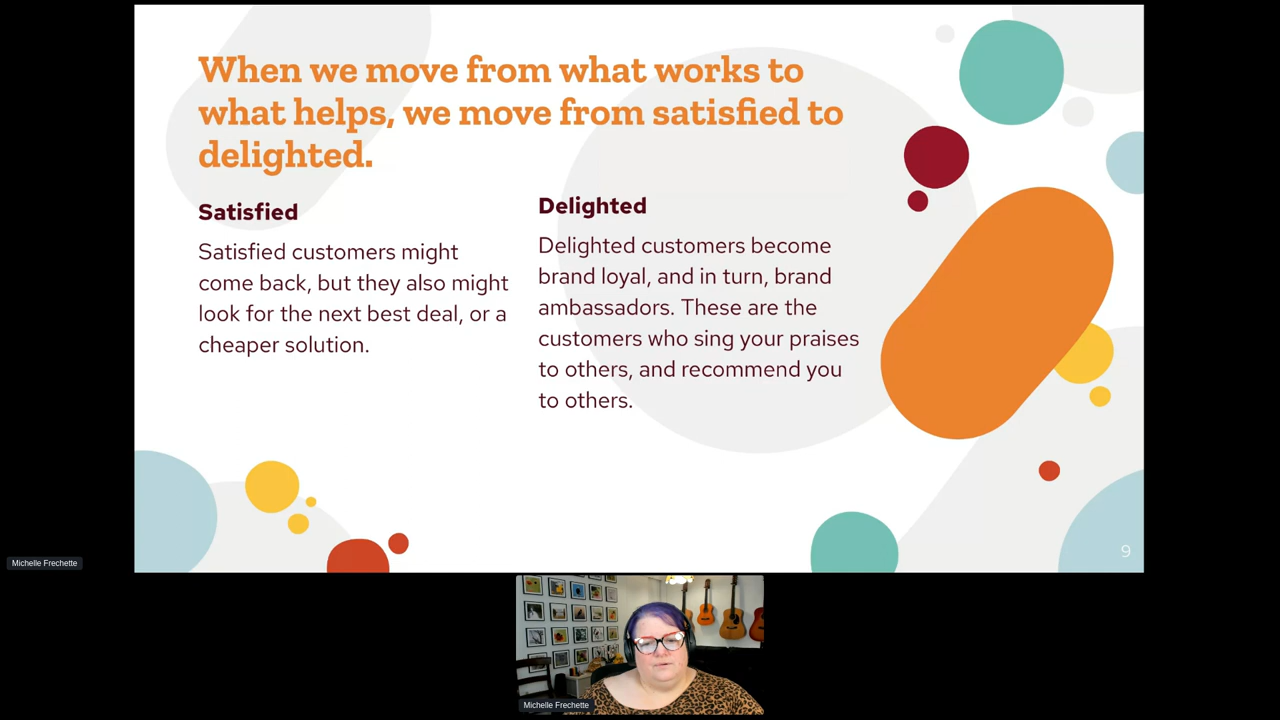 When we move from what works to
what helps, we move from satisfied to
delighted.
Satisfied
Satisfied customers might
come back, but they also might
look for the next best deal, or a
cheaper solution.
Delighted
Delighted customers become
brand loyal, and in turn, brand
ambassadors. These are the
customers who sing your praises
to others, and recommend you
to others.
9
Michelle Frechette
Michelle Frechette